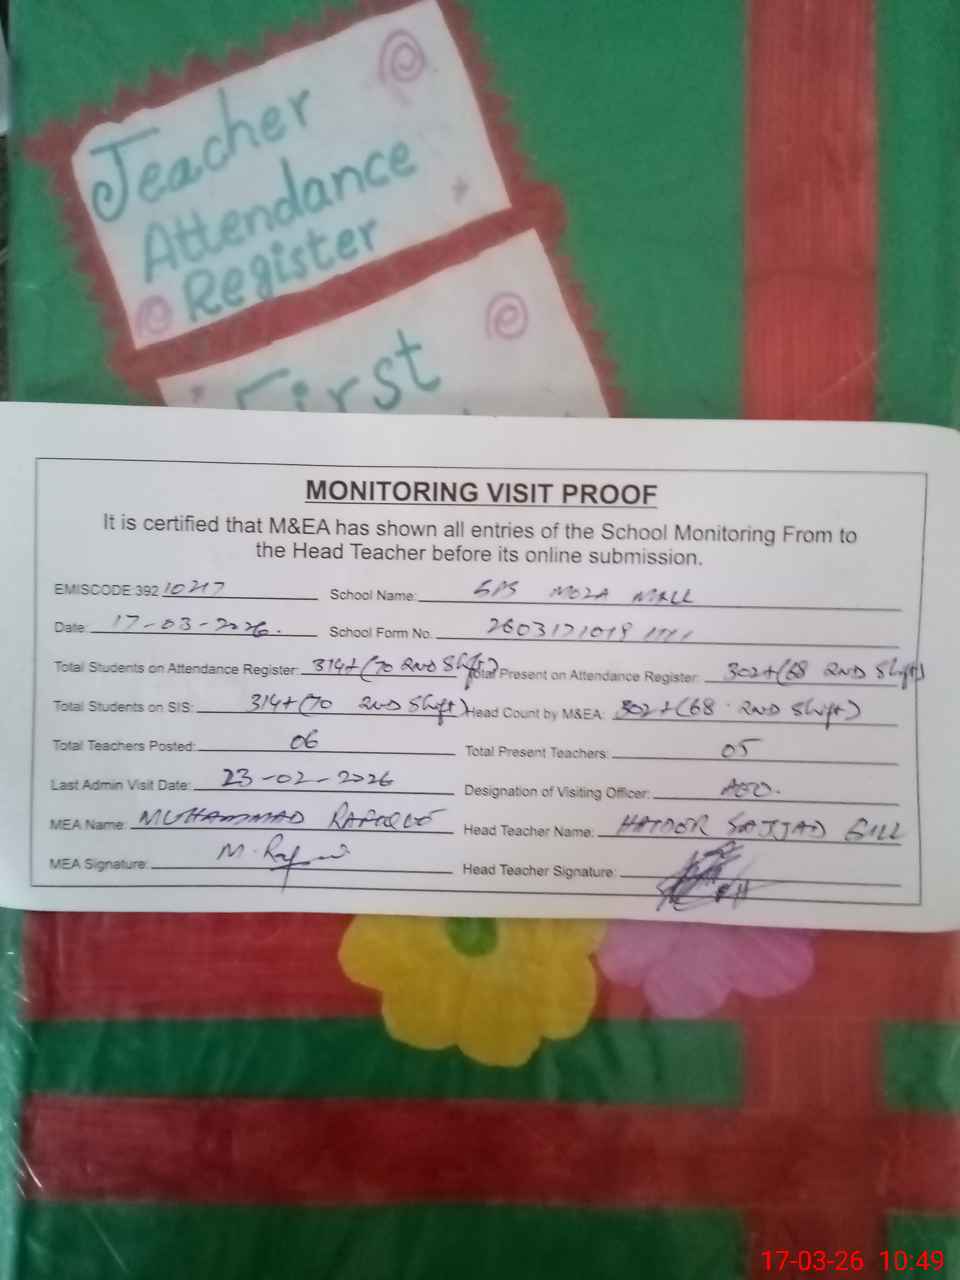 Teacher
Attendance
Register
First
MONITORING VISIT PROOF
It is certified that M&EA has shown all entries of the School Monitoring From to
the Head Teacher before its online submission.
EMISCODE 392 10217 School Name: GPS MOZA MALL
Date: 17-03-2026. School Form No. 2603171019
Total Students on Attendance Register: 314+(70 2ND Shift) Total Present on Attendance Register: 302+(68 2ND Shift)
Total Students on SIS: 314+(70 2ND Shift) Head Count by M&EA: 302+(68 2ND Shift)
Total Teachers Posted: 06 Total Present Teachers: 05
Last Admin Visit Date: 23-02-2026 Designation of Visiting Officer: AEO.
MEA Name: MUHAMMAD RAFIQUE Head Teacher Name: HAIDER SAJJAD GILL
MEA Signature: Head Teacher Signature:
17-03-26 10:49